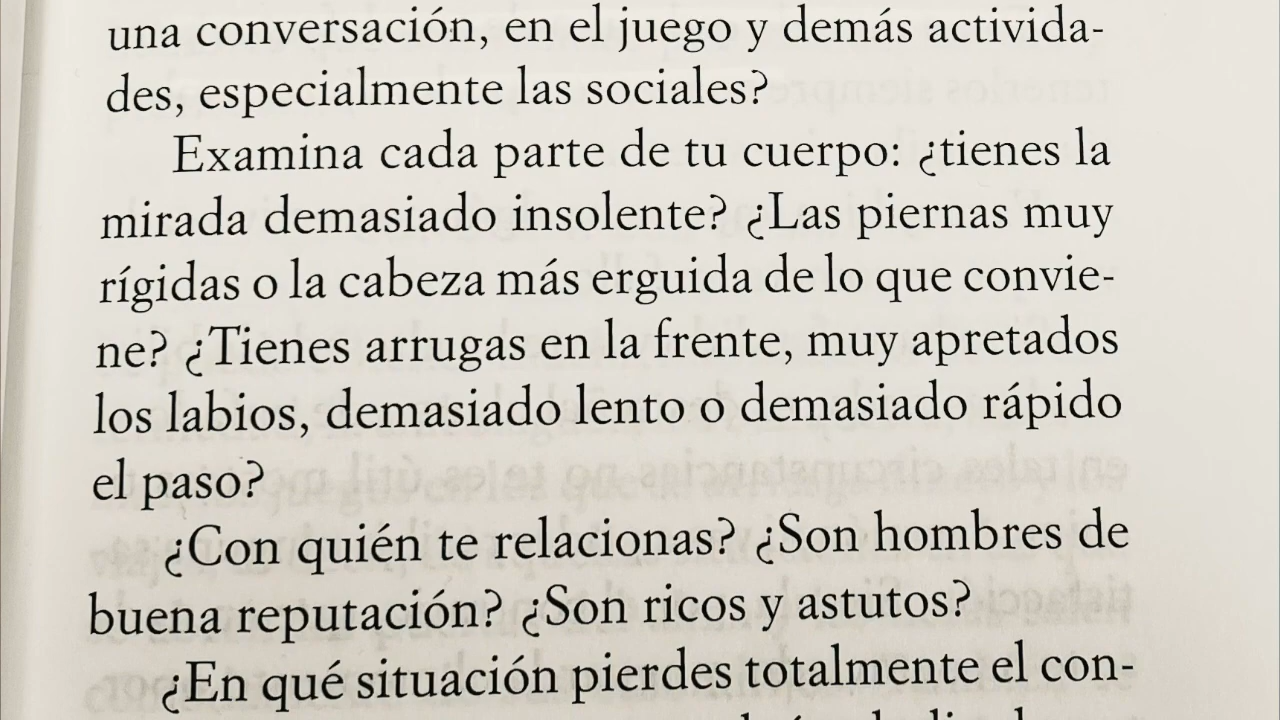 una conversación, en el juego y demás activida-
des, especialmente las sociales?
Examina cada parte de tu cuerpo: ¿tienes la
mirada demasiado insolente? ¿Las piernas muy
rígidas o la cabeza más erguida de lo que convie-
ne? ¿Tienes arrugas en la frente, muy apretados
los labios, demasiado lento o demasiado rápido
el paso?
¿Con quién te relacionas? ¿Son hombres de
buena reputación? ¿Son ricos y astutos?
¿En qué situación pierdes totalmente el con-